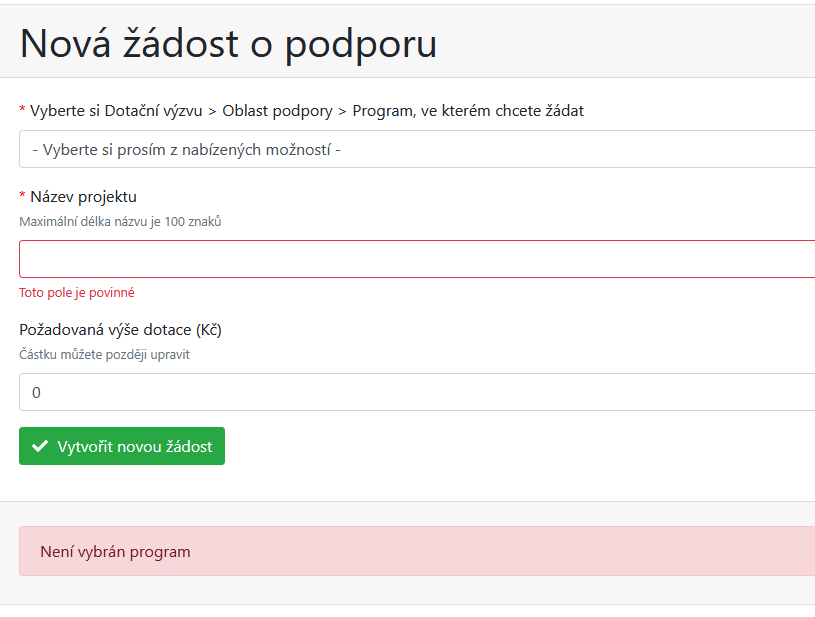 Nová žádost o podporu
* Vyberte si Dotační výzvu > Oblast podpory > Program, ve kterém chcete žádat
- Vyberte si prosím z nabízených možností -
* Název projektu
Maximální délka názvu je 100 znaků
Toto pole je povinné
Požadovaná výše dotace (Kč)
Částku můžete později upravit
0
Vytvořit novou žádost
Není vybrán program